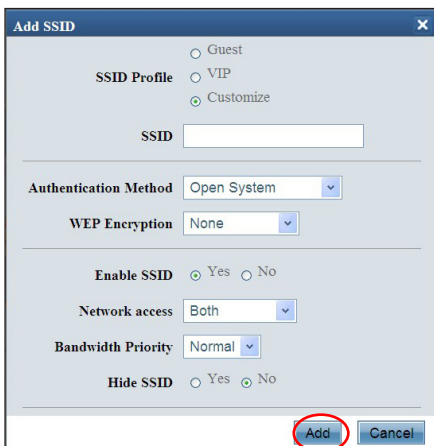 Add SSID
Guest
SSID Profile VIP
Customize
SSID
Authentication Method Open System
WEP Encryption None
Enable SSID Yes No
Network access Both
Bandwidth Priority Normal
Hide SSID Yes No
Add Cancel